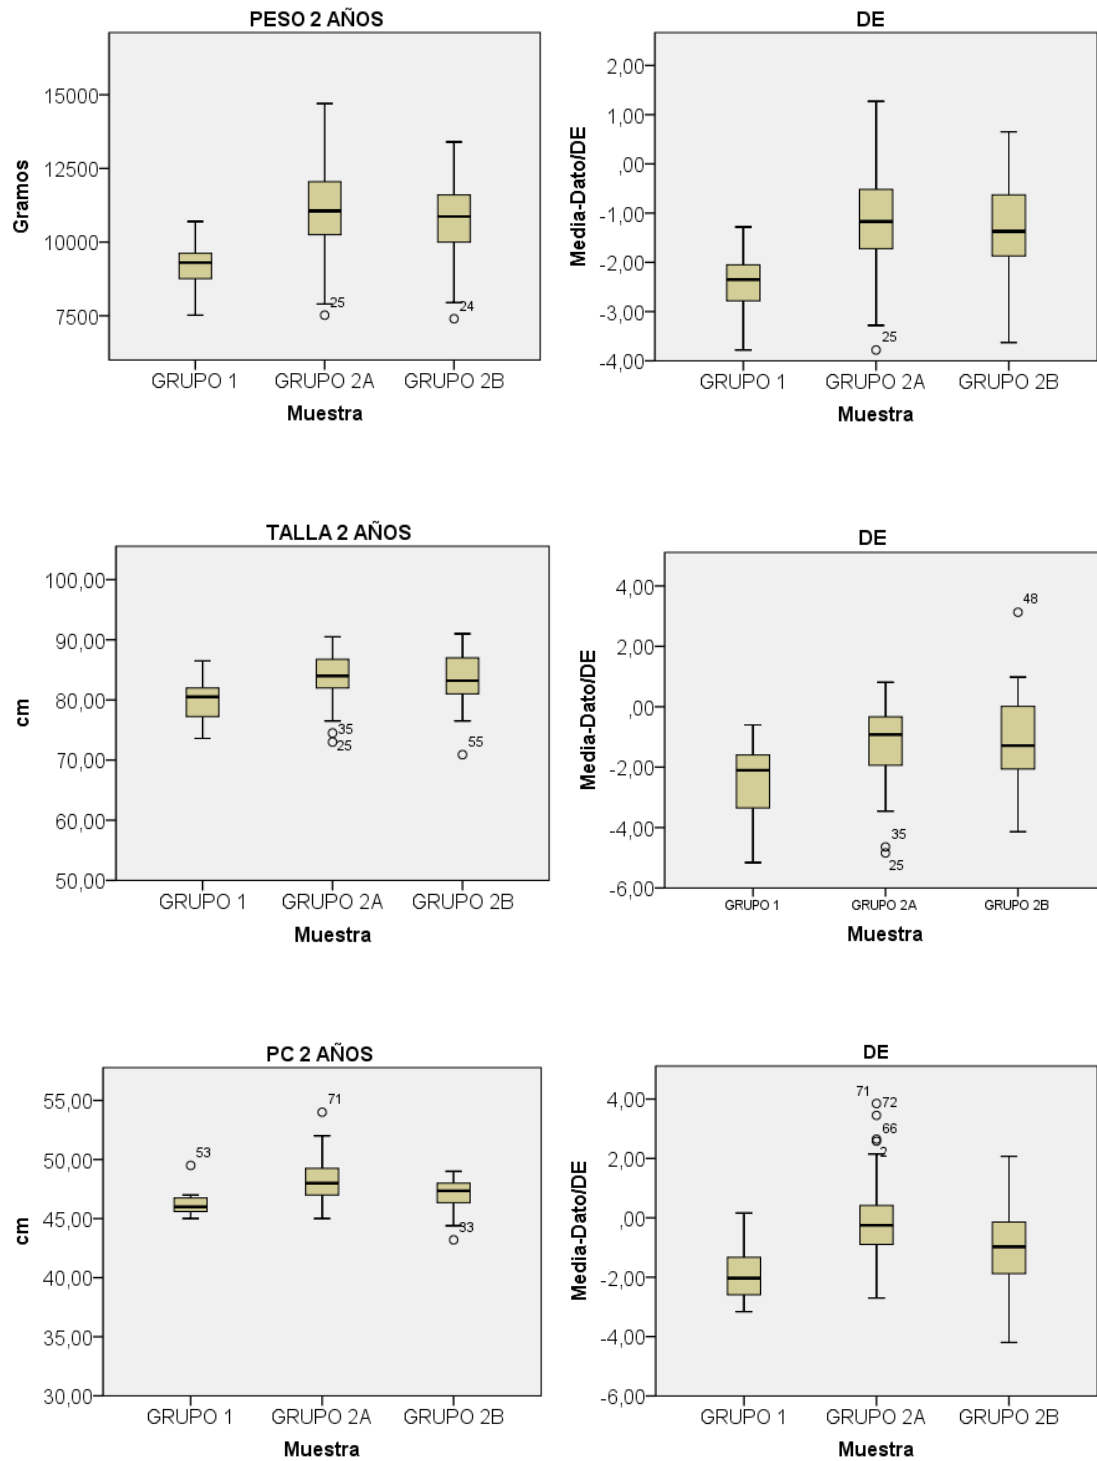 PESO 2 AÑOS
15000
12500
10000
7500
Gramos
25
24
GRUPO 1 GRUPO 2A GRUPO 2B
Muestra
DE
2,00
1,00
,00
-1,00
-2,00
-3,00
-4,00
Media-Dato/DE
25
GRUPO 1 GRUPO 2A GRUPO 2B
Muestra
TALLA 2 AÑOS
100,00
90,00
80,00
70,00
60,00
50,00
cm
35
25
55
GRUPO 1 GRUPO 2A GRUPO 2B
Muestra
DE
4,00
2,00
,00
-2,00
-4,00
-6,00
Media-Dato/DE
48
35
25
GRUPO 1 GRUPO 2A GRUPO 2B
Muestra
PC 2 AÑOS
55,00
50,00
45,00
40,00
35,00
30,00
cm
53
71
33
GRUPO 1 GRUPO 2A GRUPO 2B
Muestra
DE
4,00
2,00
,00
-2,00
-4,00
-6,00
Media-Dato/DE
71 72
66
2
GRUPO 1 GRUPO 2A GRUPO 2B
Muestra